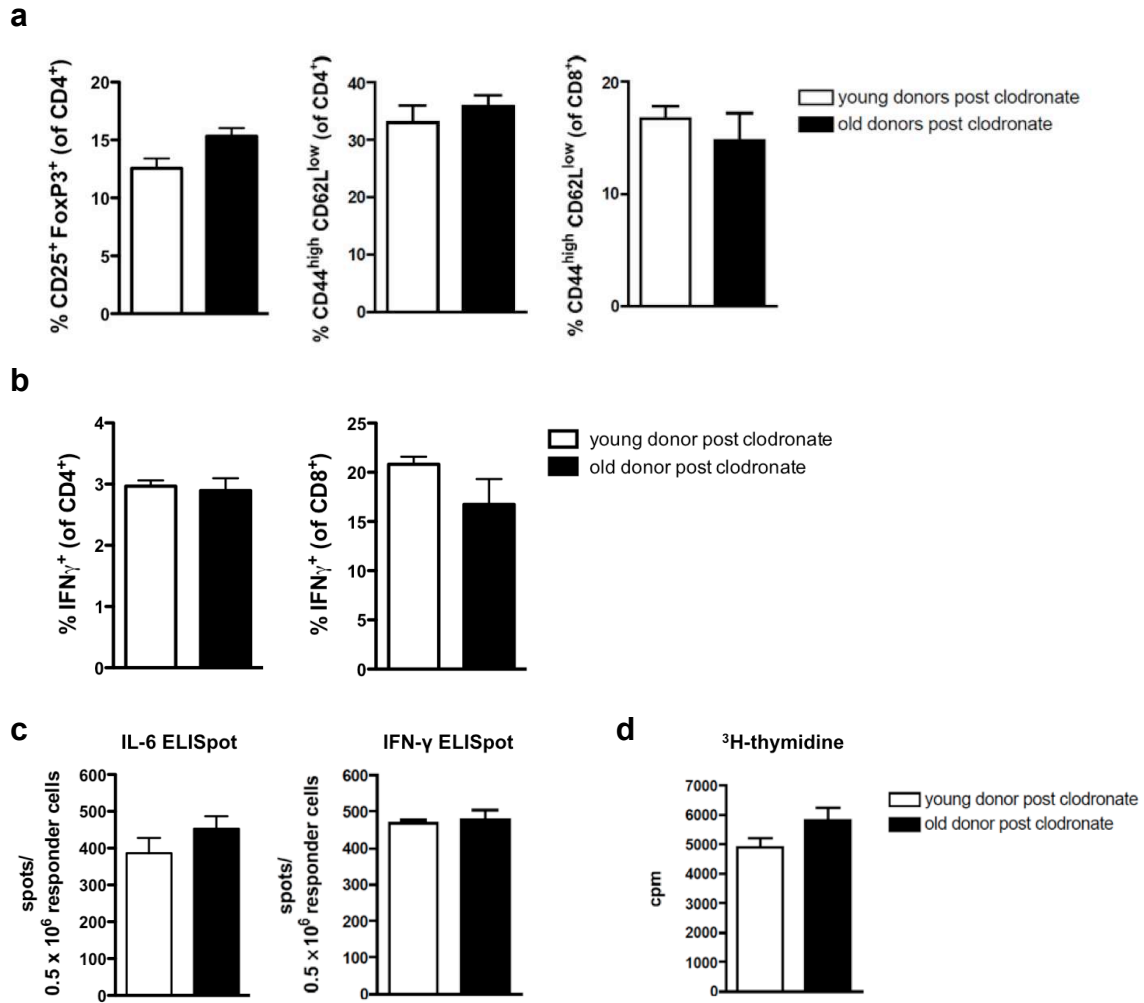 a
% CD25⁺ FoxP3⁺ (of CD4⁺)
20
15
10
5
0
% CD44ʰⁱᵍʰ CD62Lˡᵒʷ (of CD4⁺)
40
30
20
10
0
% CD44ʰⁱᵍʰ CD62Lˡᵒʷ (of CD8⁺)
20
10
0
young donors post clodronate
old donors post clodronate
b
% IFNγ⁺ (of CD4⁺)
4
3
2
1
0
% IFNγ⁺ (of CD8⁺)
25
20
15
10
5
0
young donor post clodronate
old donor post clodronate
c
IL-6 ELISpot
spots/
0.5 x 10⁶ responder cells
600
500
400
300
200
100
0
IFN-γ ELISpot
spots/
0.5 x 10⁶ responder cells
600
500
400
300
200
100
0
d
³H-thymidine
cpm
7000
6000
5000
4000
3000
2000
1000
0
young donor post clodronate
old donor post clodronate